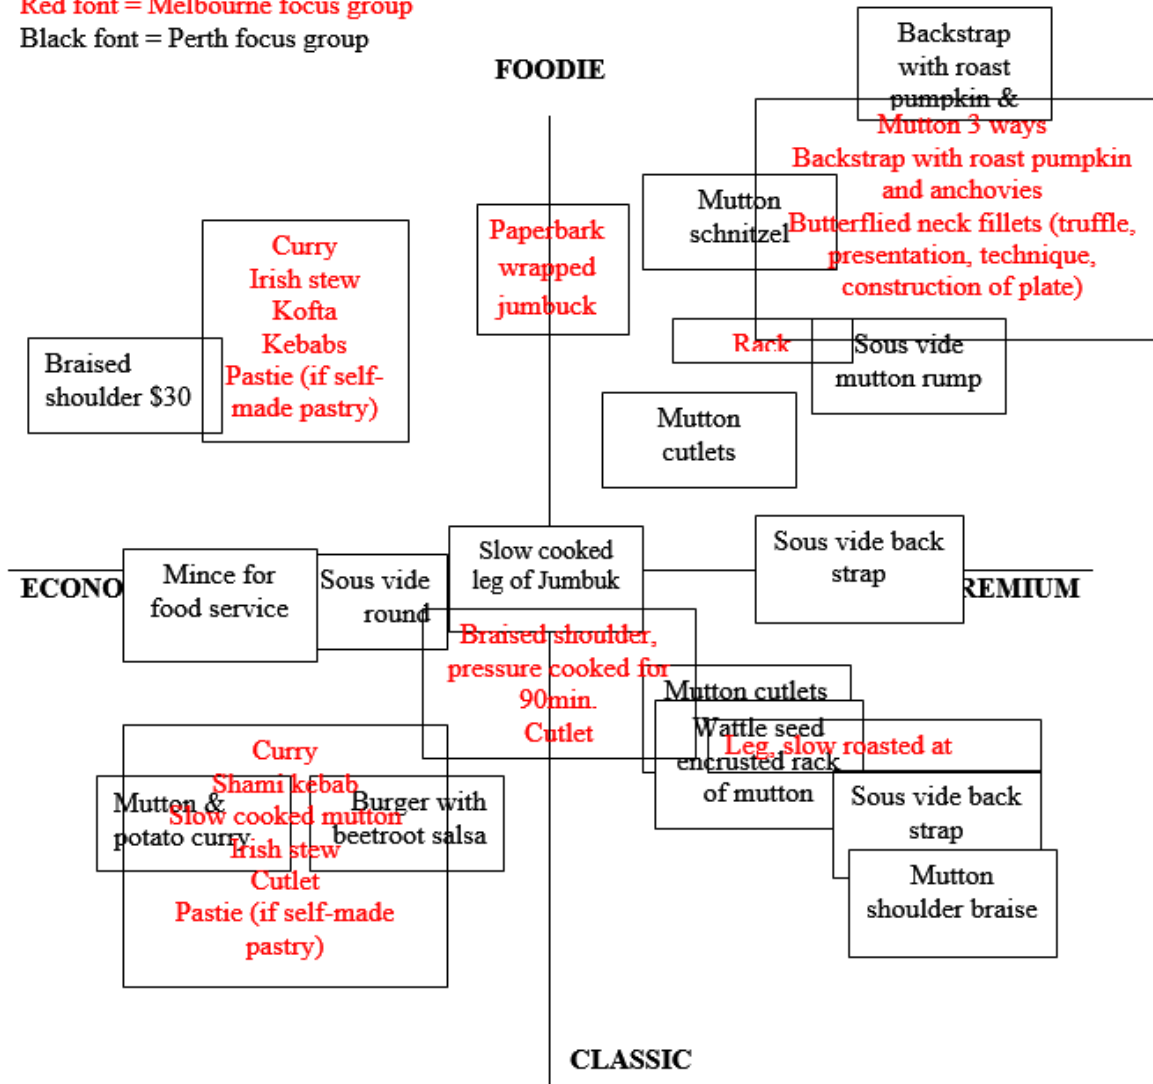 Red font = Melbourne focus group
Black font = Perth focus group
FOODIE
Backstrap
with roast
pumpkin &
Mutton 3 ways
Backstrap with roast pumpkin
and anchovies
Butterflied neck fillets (truffle,
presentation, technique,
construction of plate)
Mutton
schnitzel
Paperbark
wrapped
jumbuck
Curry
Irish stew
Kofta
Kebabs
Pastie (if self-
made pastry)
Braised
shoulder $30
Rack
Sous vide
mutton rump
Mutton
cutlets
Slow cooked
leg of Jumbuk
Sous vide back
strap
ECONO
Mince for
food service
Sous vide
round
REMIUM
Braised shoulder,
pressure cooked for
90min.
Cutlet
Mutton cutlets
Wattle seed
encrusted rack
of mutton
Leg, slow roasted at
Sous vide back
strap
Mutton
shoulder braise
Curry
Shami kebab
Slow cooked mutton
Irish stew
Cutlet
Pastie (if self-made
pastry)
Mutton &
potato curry
Burger with
beetroot salsa
CLASSIC